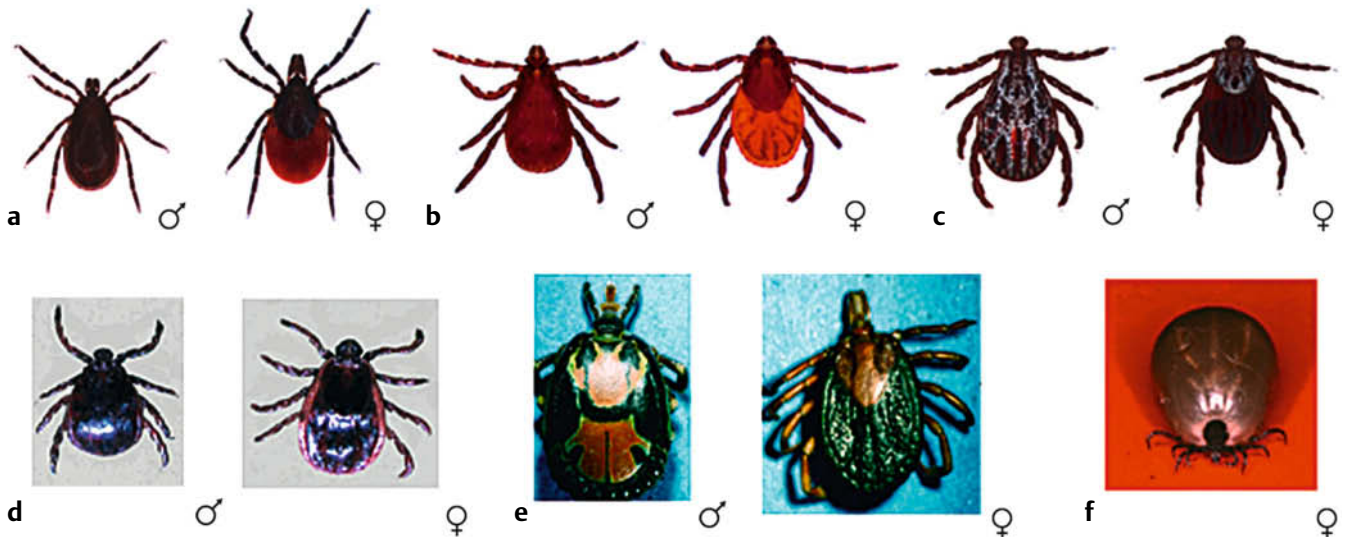 a ♂ ♀ b ♂ ♀ c ♂ ♀
d ♂ ♀ e ♂ ♀ f ♀